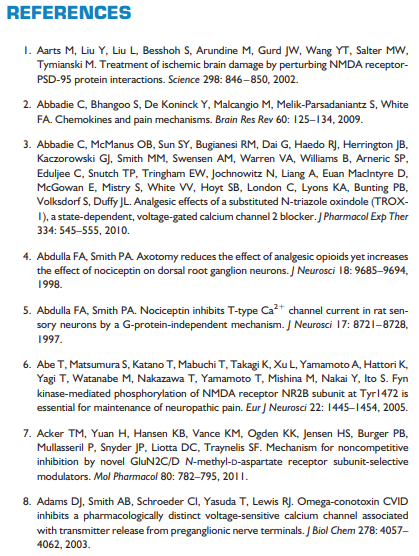 REFERENCES
1. Aarts M, Liu Y, Liu L, Besshoh S, Arundine M, Gurd JW, Wang YT, Salter MW,
Tymianski M. Treatment of ischemic brain damage by perturbing NMDA receptor-
PSD-95 protein interactions. Science 298: 846–850, 2002.
2. Abbadie C, Bhangoo S, De Koninck Y, Malcangio M, Melik-Parsadaniantz S, White
FA. Chemokines and pain mechanisms. Brain Res Rev 60: 125–134, 2009.
3. Abbadie C, McManus OB, Sun SY, Bugianesi RM, Dai G, Haedo RJ, Herrington JB,
Kaczorowski GJ, Smith MM, Swensen AM, Warren VA, Williams B, Arneric SP,
Eduljee C, Snutch TP, Tringham EW, Jochnowitz N, Liang A, Euan MacIntyre D,
McGowan E, Mistry S, White VV, Hoyt SB, London C, Lyons KA, Bunting PB,
Volksdorf S, Duffy JL. Analgesic effects of a substituted N-triazole oxindole (TROX-
1), a state-dependent, voltage-gated calcium channel 2 blocker. J Pharmacol Exp Ther
334: 545–555, 2010.
4. Abdulla FA, Smith PA. Axotomy reduces the effect of analgesic opioids yet increases
the effect of nociceptin on dorsal root ganglion neurons. J Neurosci 18: 9685–9694,
1998.
5. Abdulla FA, Smith PA. Nociceptin inhibits T-type Ca2+ channel current in rat sen-
sory neurons by a G-protein-independent mechanism. J Neurosci 17: 8721–8728,
1997.
6. Abe T, Matsumura S, Katano T, Mabuchi T, Takagi K, Xu L, Yamamoto A, Hattori K,
Yagi T, Watanabe M, Nakazawa T, Yamamoto T, Mishina M, Nakai Y, Ito S. Fyn
kinase-mediated phosphorylation of NMDA receptor NR2B subunit at Tyr1472 is
essential for maintenance of neuropathic pain. Eur J Neurosci 22: 1445–1454, 2005.
7. Acker TM, Yuan H, Hansen KB, Vance KM, Ogden KK, Jensen HS, Burger PB,
Mullasseril P, Snyder JP, Liotta DC, Traynelis SF. Mechanism for noncompetitive
inhibition by novel GluN2C/D N-methyl-D-aspartate receptor subunit-selective
modulators. Mol Pharmacol 80: 782–795, 2011.
8. Adams DJ, Smith AB, Schroeder CI, Yasuda T, Lewis RJ. Omega-conotoxin CVID
inhibits a pharmacologically distinct voltage-sensitive calcium channel associated
with transmitter release from preganglionic nerve terminals. J Biol Chem 278: 4057–
4062, 2003.